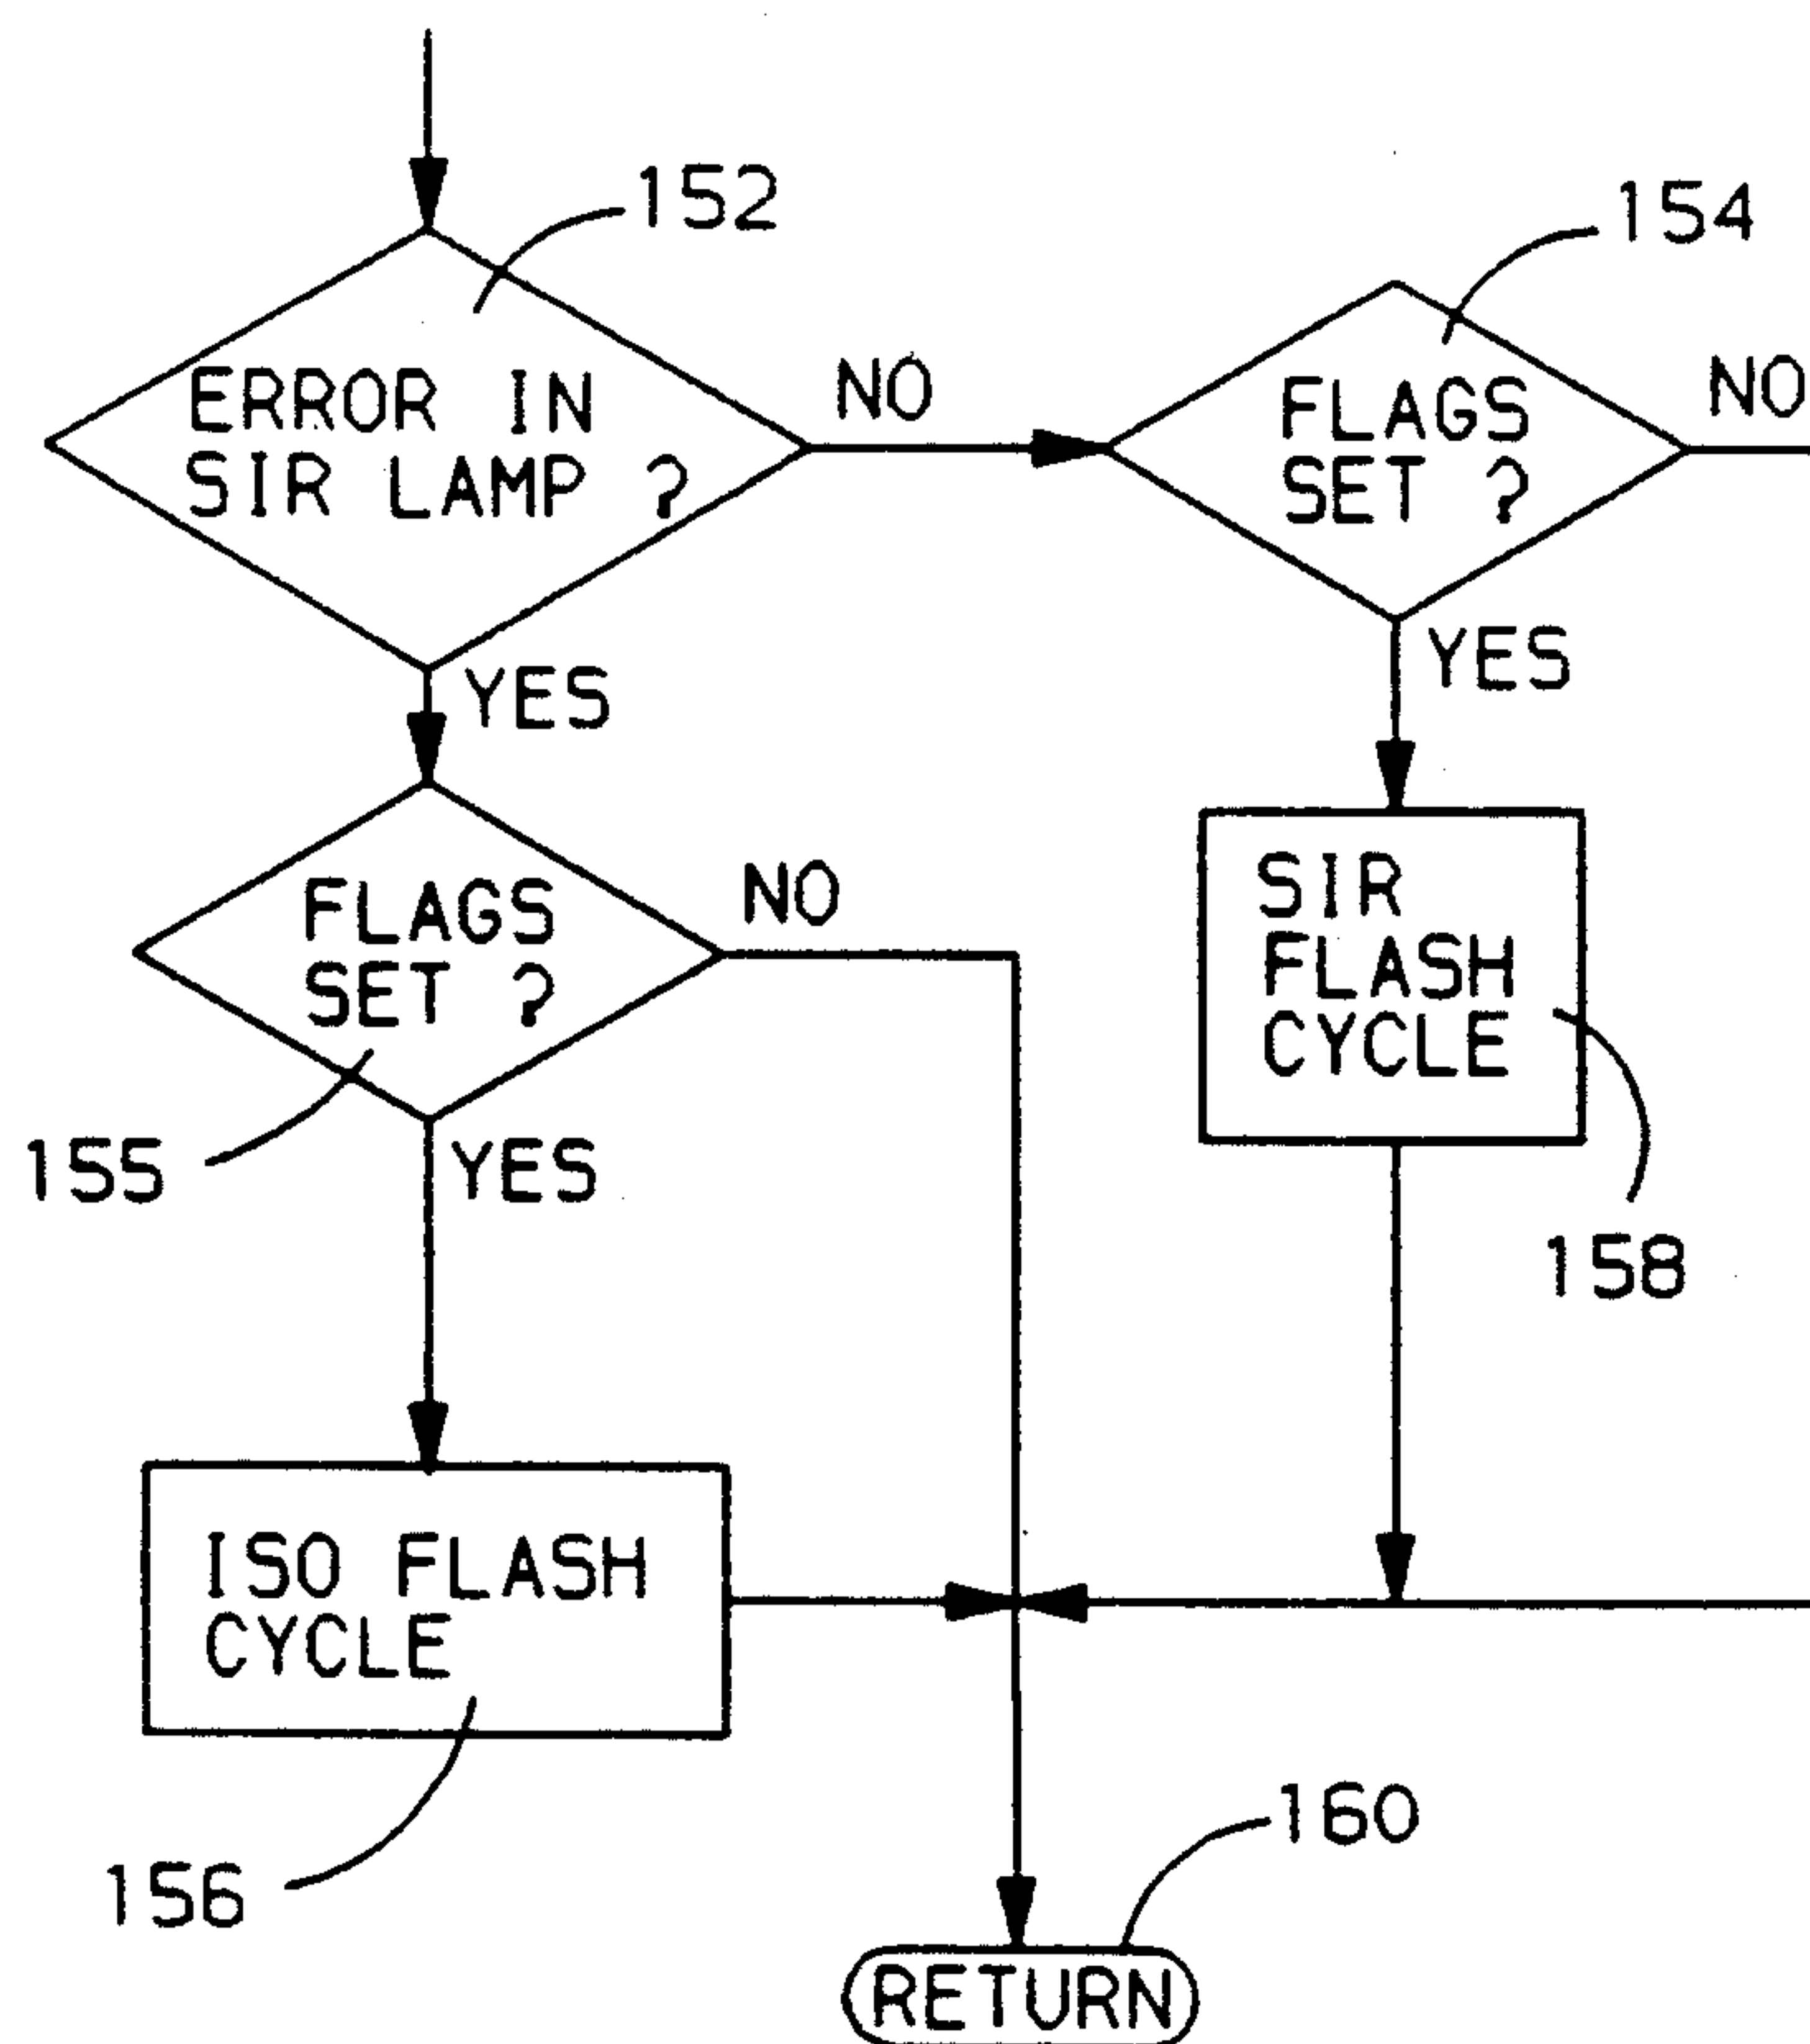 152
154
ERROR IN
SIR LAMP ?
NO
FLAGS
SET ?
NO
YES
YES
FLAGS
SET ?
NO
SIR
FLASH
CYCLE
155
YES
158
ISO FLASH
CYCLE
156
160
RETURN